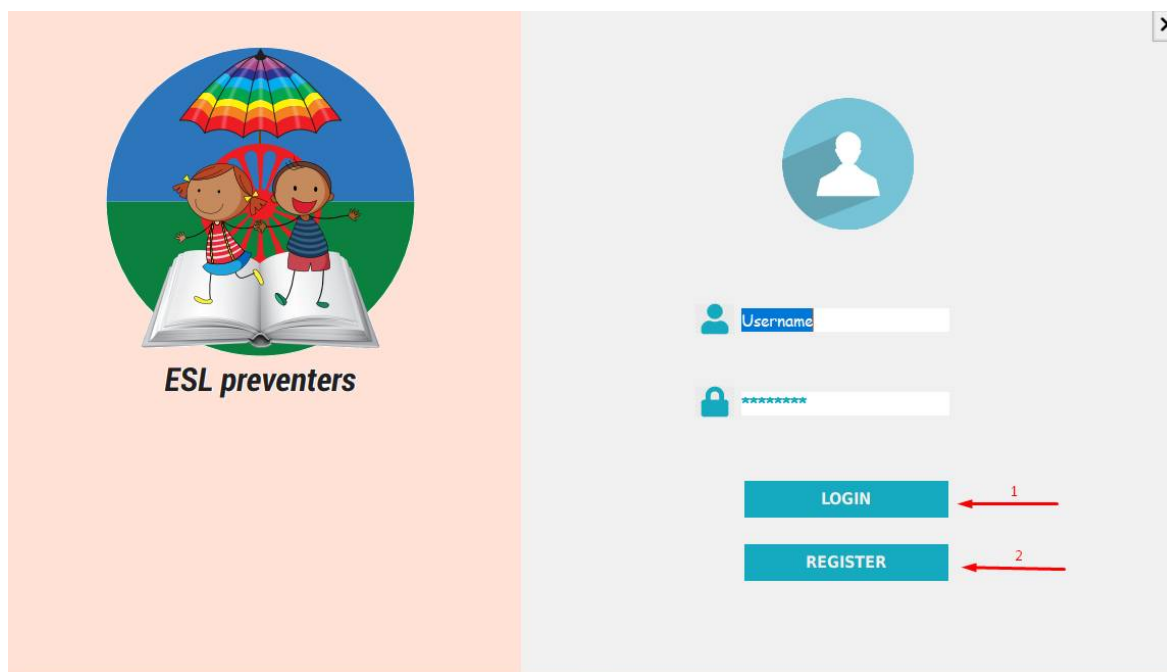 ESL preventers
Username
********
LOGIN
1
REGISTER
2